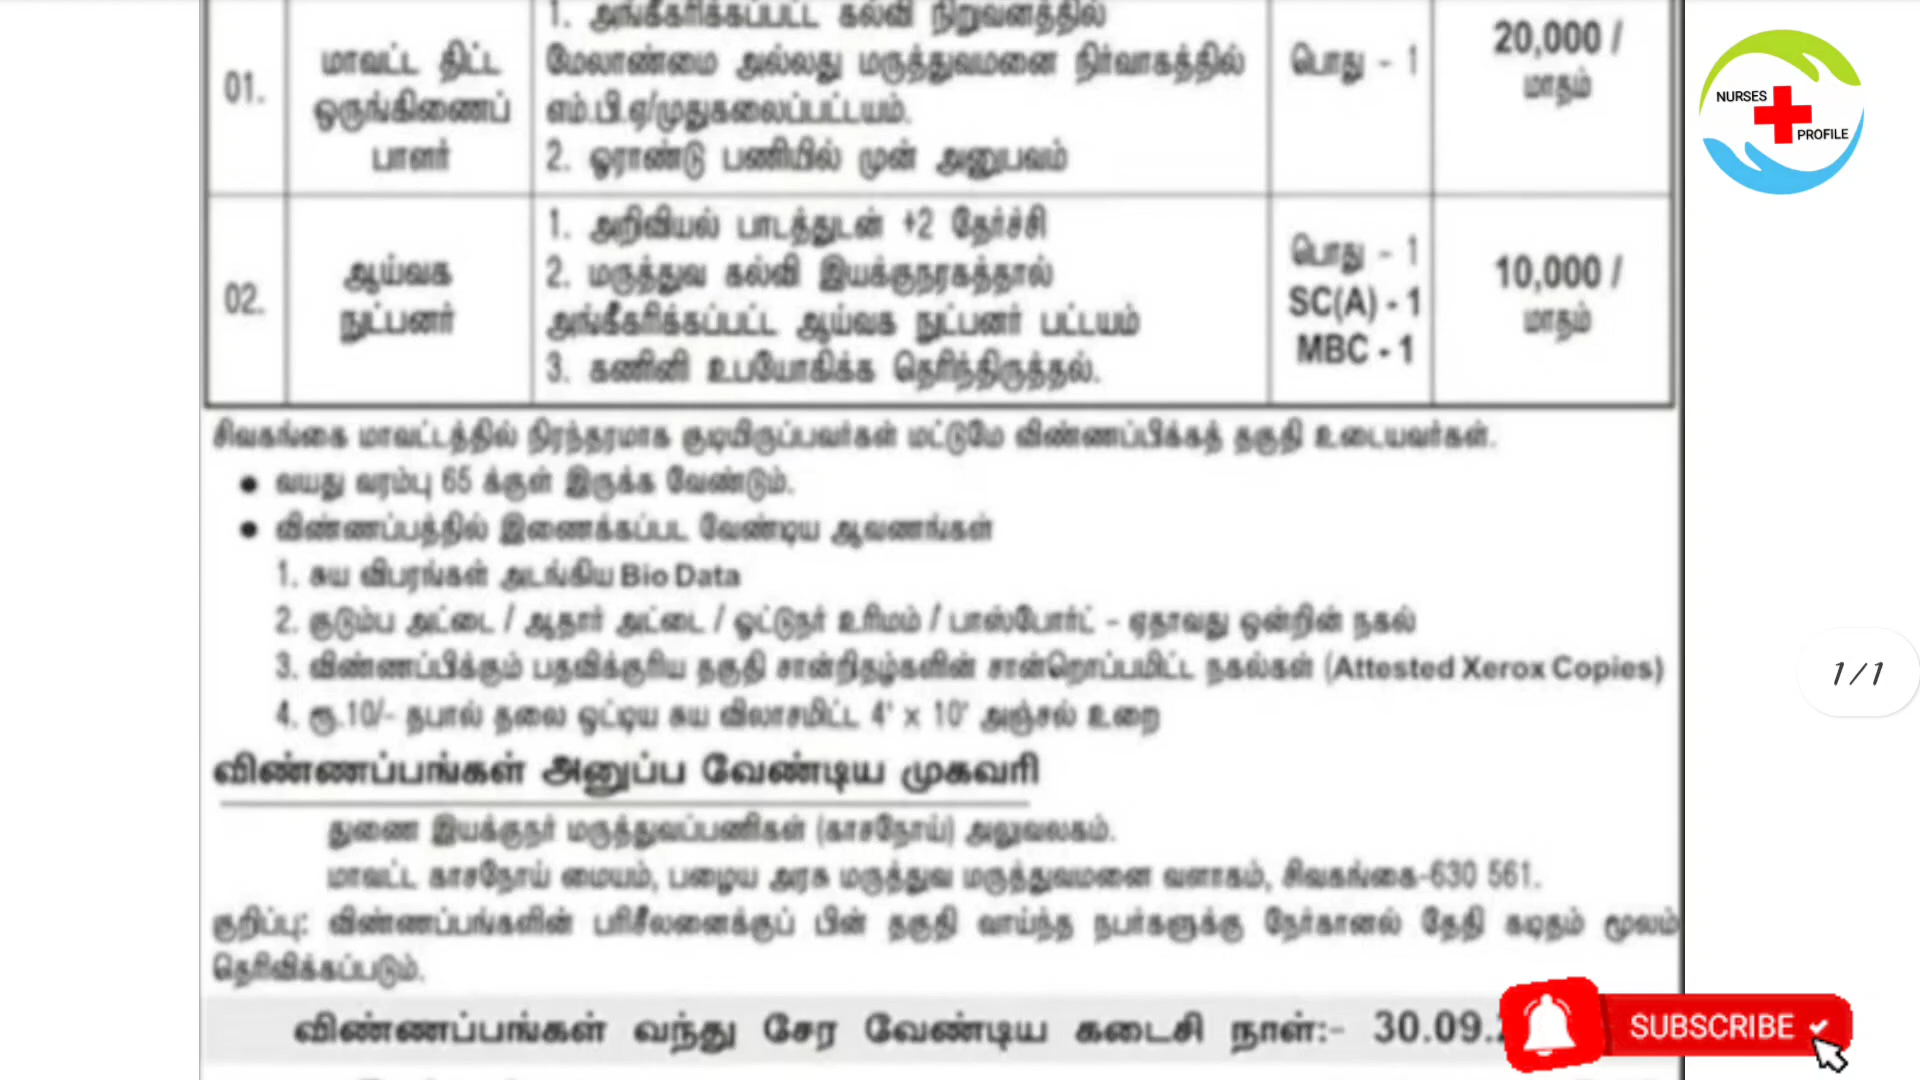 1. அங்கீகரிக்கப்பட்ட கல்வி நிறுவனத்தில்
01. மாவட்ட திட்ட மேலாண்மை அல்லது மருத்துவமனை நிர்வாகத்தில் பொது - 1 20,000 /
ஒருங்கிணைப் எம்.பி.ஏ/முதுகலைப்பட்டயம். மாதம்
பாளர் 2. ஓராண்டு பணியில் முன் அனுபவம்
1. அறிவியல் பாடத்துடன் +2 தேர்ச்சி
02. ஆய்வக 2. மருத்துவ கல்வி இயக்குநரகத்தால் பொது - 1 10,000 /
நுட்பனர் அங்கீகரிக்கப்பட்ட ஆய்வக நுட்பனர் பட்டயம் SC(A) - 1 மாதம்
3. கணினி உபயோகிக்க தெரிந்திருத்தல். MBC - 1
சிவகங்கை மாவட்டத்தில் நிரந்தரமாக குடியிருப்பவர்கள் மட்டுமே விண்ணப்பிக்கத் தகுதி உடையவர்கள்.
● வயது வரம்பு 65 க்குள் இருக்க வேண்டும்.
● விண்ணப்பத்தில் இணைக்கப்பட வேண்டிய ஆவணங்கள்
1. சுய விபரங்கள் அடங்கிய Bio Data
2. குடும்ப அட்டை / ஆதார் அட்டை / ஓட்டுநர் உரிமம் / பாஸ்போர்ட் - ஏதாவது ஒன்றின் நகல்
3. விண்ணப்பிக்கும் பதவிக்குரிய தகுதி சான்றிதழ்களின் சான்றொப்பமிட்ட நகல்கள் (Attested Xerox Copies)
4. ரூ.10/- தபால் தலை ஒட்டிய சுய விலாசமிட்ட 4' x 10' அஞ்சல் உறை
விண்ணப்பங்கள் அனுப்ப வேண்டிய முகவரி
துணை இயக்குநர் மருத்துவப்பணிகள் (காசநோய்) அலுவலகம்.
மாவட்ட காசநோய் மையம், பழைய அரசு மருத்துவ மருத்துவமனை வளாகம், சிவகங்கை-630 561.
குறிப்பு: விண்ணப்பங்களின் பரிசீலனைக்குப் பின் தகுதி வாய்ந்த நபர்களுக்கு நேர்காணல் தேதி கடிதம் மூலம்
தெரிவிக்கப்படும்.
விண்ணப்பங்கள் வந்து சேர வேண்டிய கடைசி நாள்:- 30.09.
NURSES
PROFILE
1/1
SUBSCRIBE